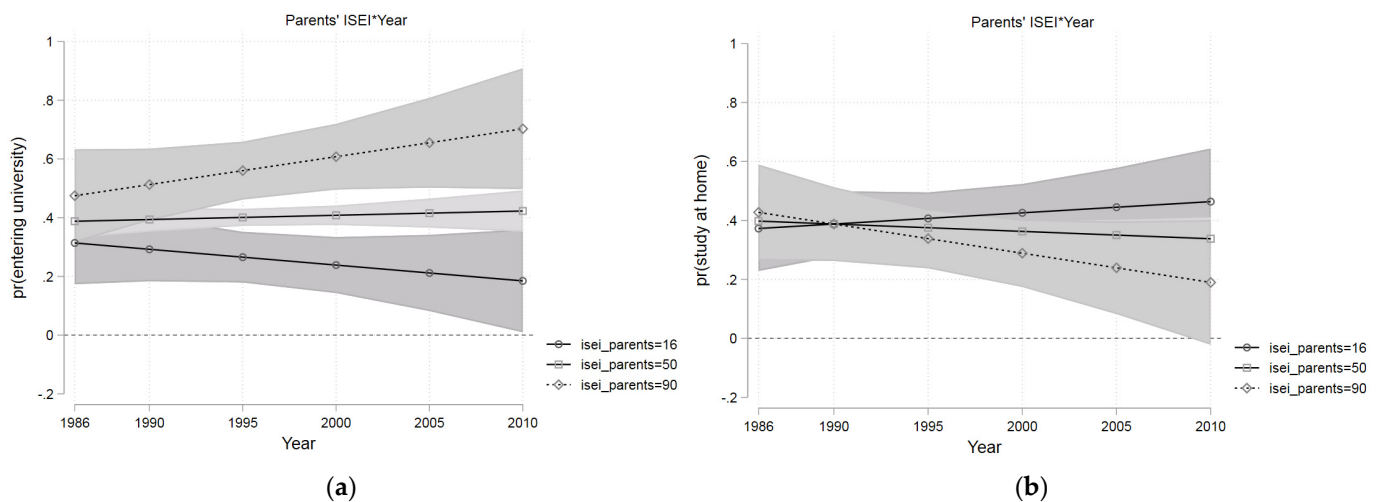 Parents' ISEI*Year
1
.8
.6
.4
.2
0
-.2
pr(entering university)
1986 1990 1995 2000 2005 2010
Year
isei_parents=16
isei_parents=50
isei_parents=90
(a)
Parents' ISEI*Year
1
.8
.6
.4
.2
0
-.2
pr(study at home)
1986 1990 1995 2000 2005 2010
Year
isei_parents=16
isei_parents=50
isei_parents=90
(b)